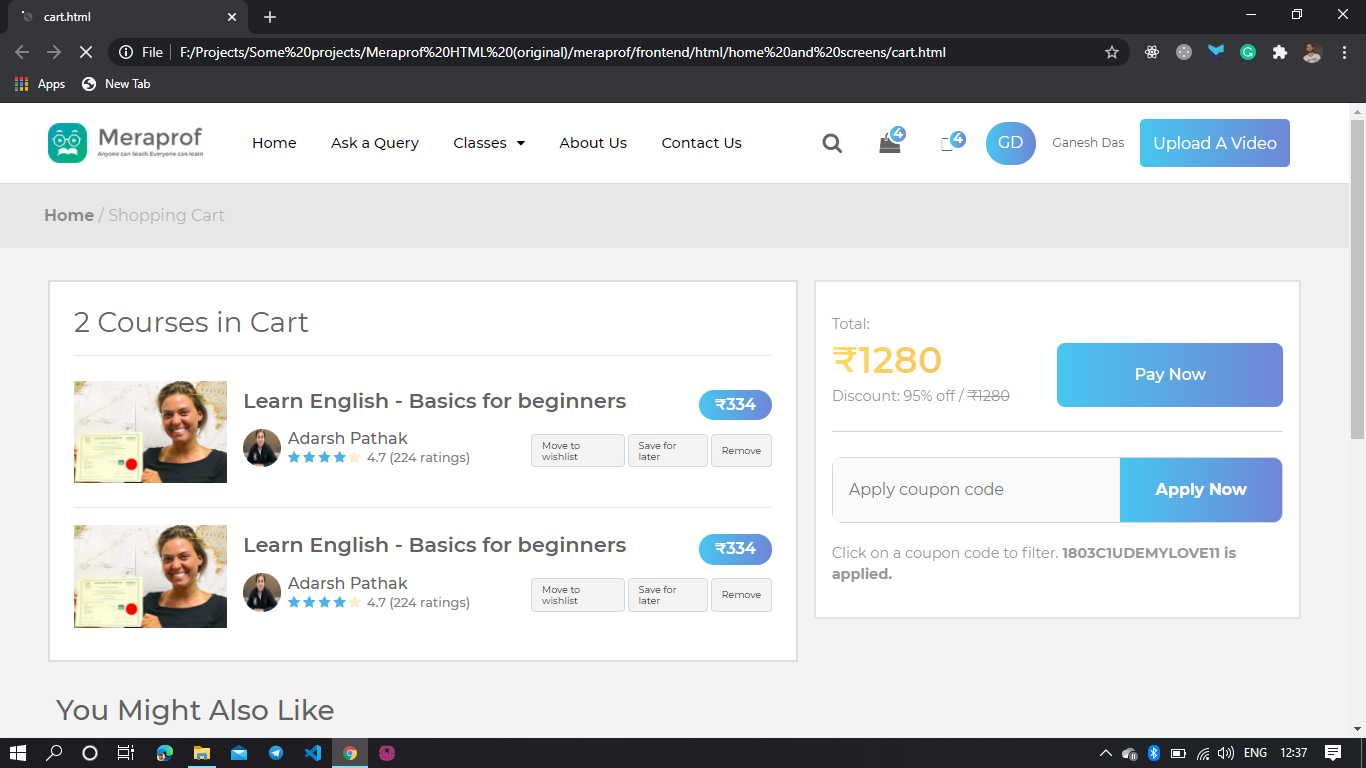 cart.html
File F:/Projects/Some%20projects/Meraprof%20HTML%20(original)/meraprof/frontend/html/home%20and%20screens/cart.html
Apps New Tab
Meraprof
Anyone can teach Everyone can learn
Home Ask a Query Classes About Us Contact Us 4 4 GD Ganesh Das Upload A Video
Home / Shopping Cart
2 Courses in Cart
Learn English - Basics for beginners ₹334
Adarsh Pathak
4.7 (224 ratings)
Move to wishlist Save for later Remove
Learn English - Basics for beginners ₹334
Adarsh Pathak
4.7 (224 ratings)
Move to wishlist Save for later Remove
Total:
₹1280
Discount: 95% off / ₹1280
Pay Now
Apply coupon code Apply Now
Click on a coupon code to filter. 1803C1UDEMYLOVE11 is
applied.
You Might Also Like
ENG 12:37